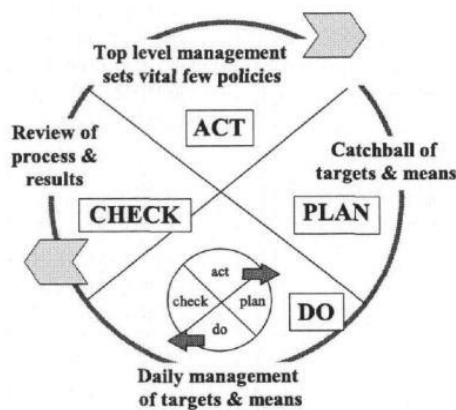 Top level management
sets vital few policies
ACT
Review of
process &
results
Catchball of
targets & means
CHECK
PLAN
act
check
plan
do
DO
Daily management
of targets & means